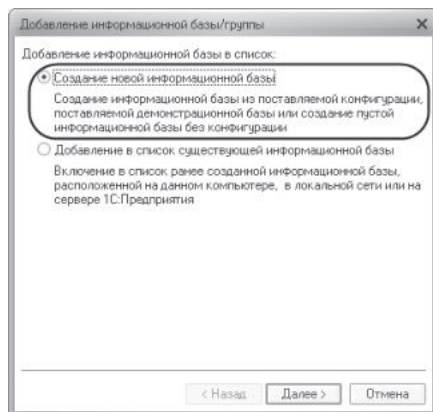 Добавление информационной базы/группы
Добавление информационной базы в список:
Создание новой информационной базы
Создание информационной базы из поставляемой конфигурации,
поставляемой демонстрационной базы или создание пустой
информационной базы без конфигурации
Добавление в список существующей информационной базы
Включение в список ранее созданной информационной базы,
расположенной на данном компьютере, в локальной сети или на
сервере 1С:Предприятия
< Назад Далее > Отмена